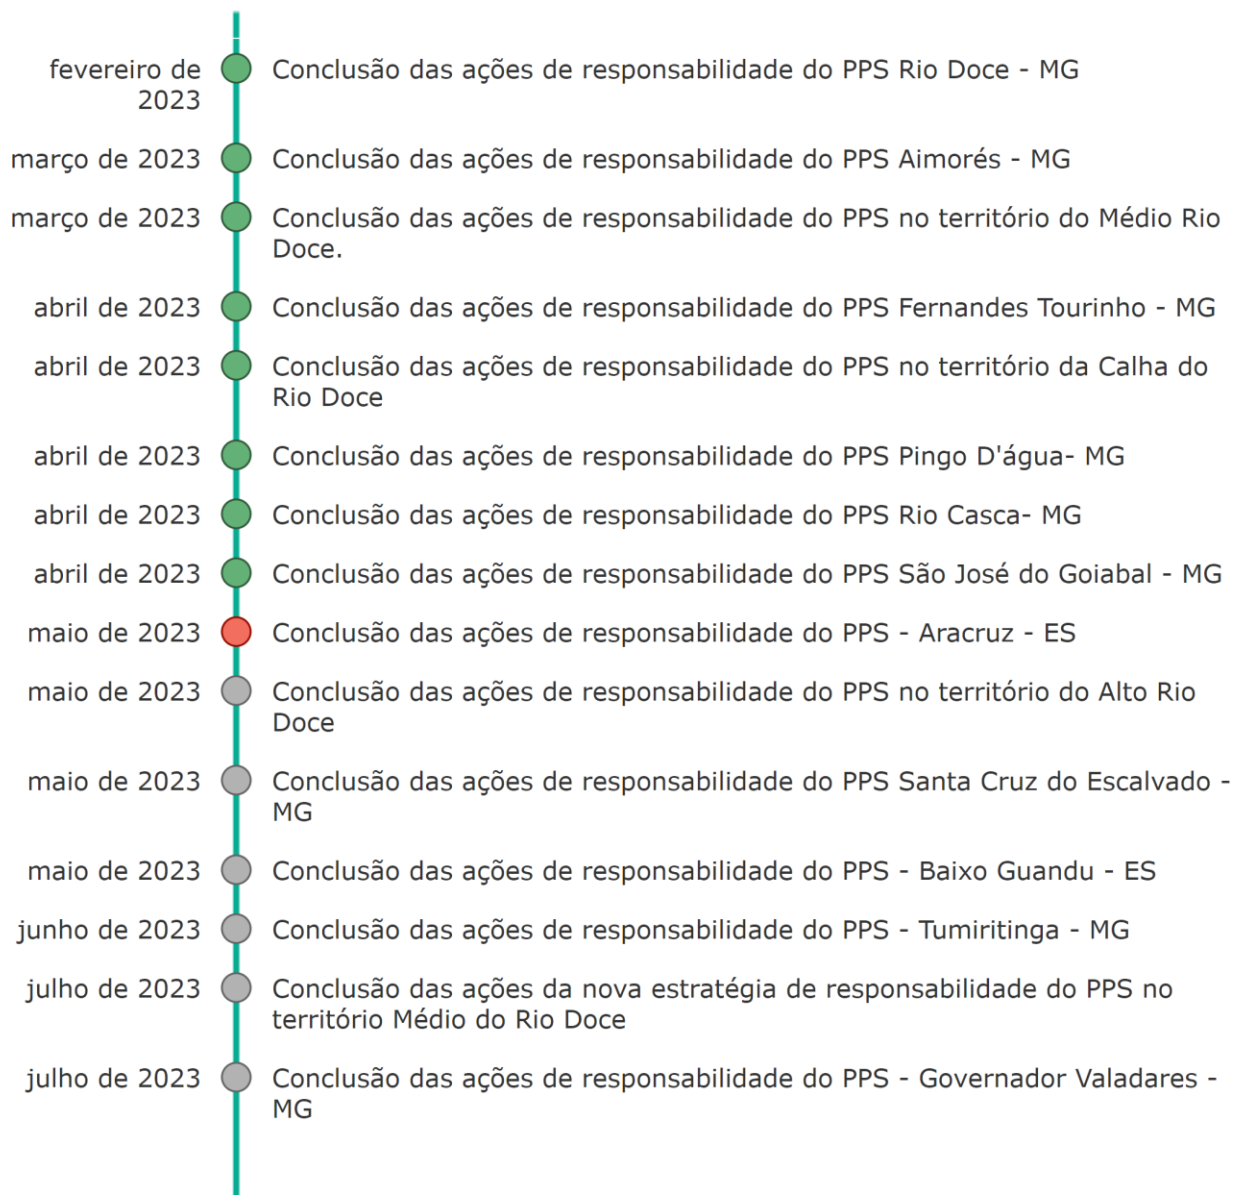 fevereiro de
2023
Conclusão das ações de responsabilidade do PPS Rio Doce - MG
março de 2023
Conclusão das ações de responsabilidade do PPS Aimorés - MG
março de 2023
Conclusão das ações de responsabilidade do PPS no território do Médio Rio
Doce.
abril de 2023
Conclusão das ações de responsabilidade do PPS Fernandes Tourinho - MG
abril de 2023
Conclusão das ações de responsabilidade do PPS no território da Calha do
Rio Doce
abril de 2023
Conclusão das ações de responsabilidade do PPS Pingo D'água- MG
abril de 2023
Conclusão das ações de responsabilidade do PPS Rio Casca- MG
abril de 2023
Conclusão das ações de responsabilidade do PPS São José do Goiabal - MG
maio de 2023
Conclusão das ações de responsabilidade do PPS - Aracruz - ES
maio de 2023
Conclusão das ações de responsabilidade do PPS no território do Alto Rio
Doce
maio de 2023
Conclusão das ações de responsabilidade do PPS Santa Cruz do Escalvado -
MG
maio de 2023
Conclusão das ações de responsabilidade do PPS - Baixo Guandu - ES
junho de 2023
Conclusão das ações de responsabilidade do PPS - Tumiritinga - MG
julho de 2023
Conclusão das ações da nova estratégia de responsabilidade do PPS no
território Médio do Rio Doce
julho de 2023
Conclusão das ações de responsabilidade do PPS - Governador Valadares -
MG